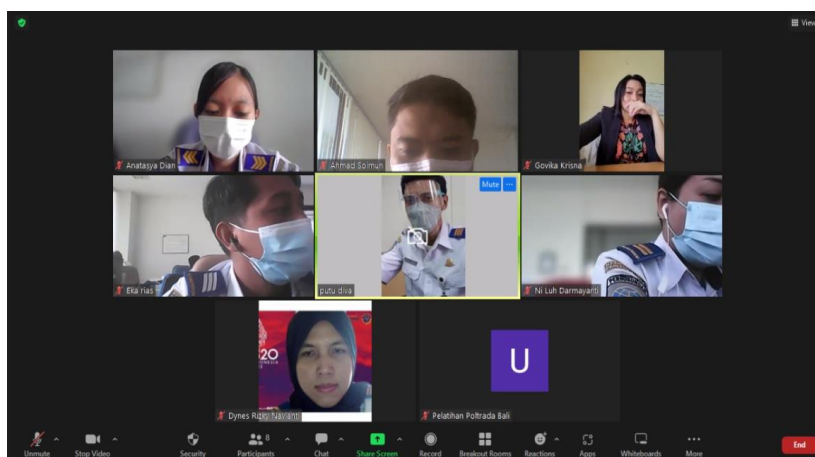 View
Anatasya Dian
Ahmad Soimun
Govika Krisna
Mute
Eka rias
putu diva
Ni Luh Darmayanti
20
U
Dynes Rizky Navianti
Pelatihan Poltrada Bali
8
Unmute
Stop Video
Security
Participants
Chat
Share Screen
Record
Breakout Rooms
Reactions
Apps
Whiteboards
More
End